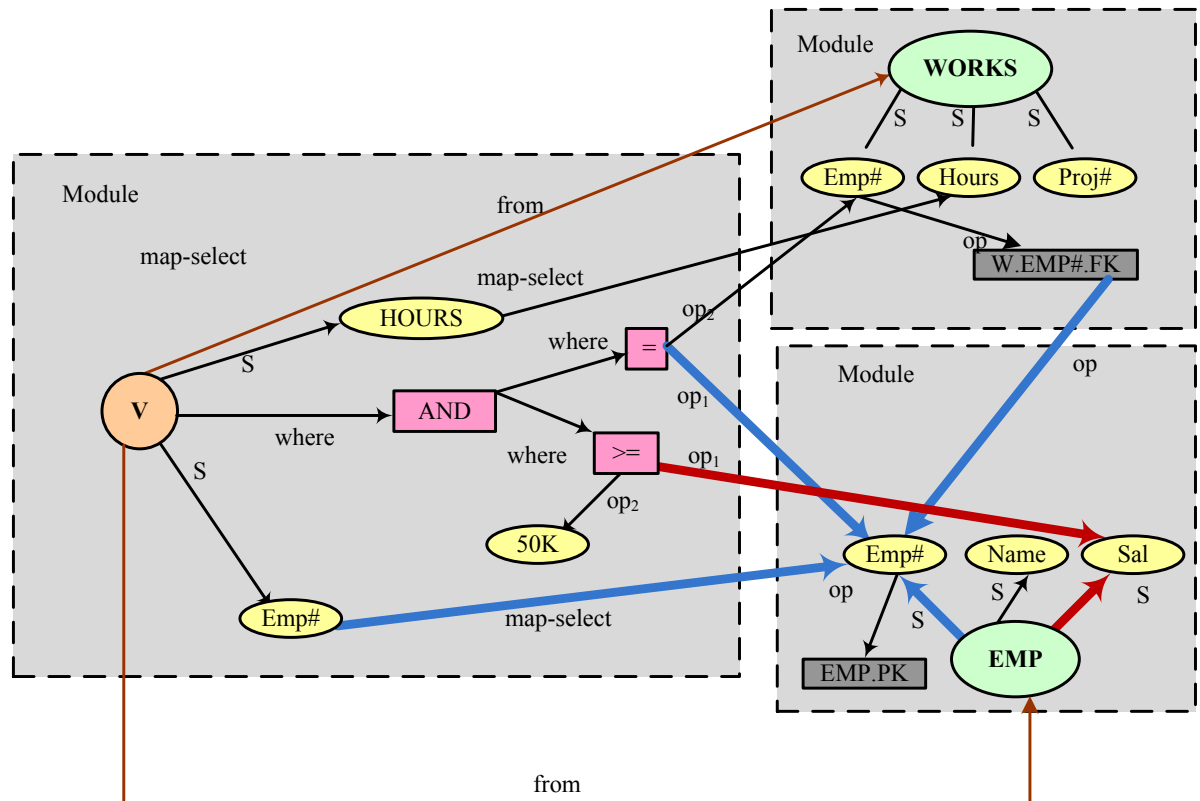 Module
WORKS
S
S
S
Emp#
Hours
Proj#
op
W.EMP#.FK
Module
from
map-select
map-select
HOURS
S
V
where
AND
where
=
op₂
op₁
where
>=
op₁
op₂
50K
S
Emp#
map-select
Module
op
Emp#
Name
Sal
op
S
S
S
EMP
EMP.PK
from